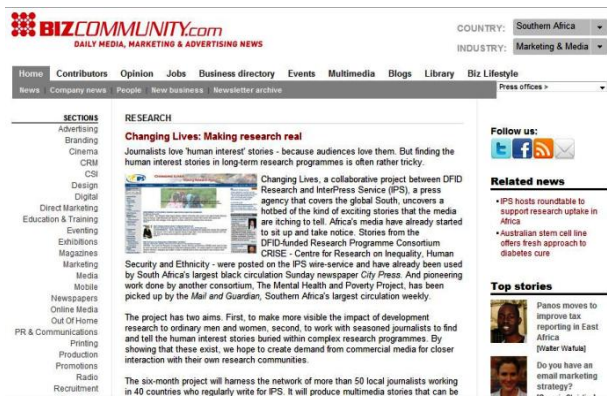 BIZCOMMUNITY.com
DAILY MEDIA, MARKETING & ADVERTISING NEWS
COUNTRY: Southern Africa
INDUSTRY: Marketing & Media
Home Contributors Opinion Jobs Business directory Events Multimedia Blogs Library Biz Lifestyle
News Company news People New business Newsletter archive
Press offices »
SECTIONS
Advertising
Branding
Cinema
CRM
CSI
Design
Digital
Direct Marketing
Education & Training
Eventing
Exhibitions
Magazines
Marketing
Media
Mobile
Newspapers
Online Media
Out Of Home
PR & Communications
Printing
Production
Promotions
Radio
Recruitment
RESEARCH
Changing Lives: Making research real
Journalists love 'human interest' stories - because audiences love them. But finding the
human interest stories in long-term research programmes is often rather tricky.
Changing Lives, a collaborative project between DFID
Research and InterPress Service (IPS), a press
agency that covers the global South, uncovers a
hotbed of the kind of exciting stories that the media
are itching to tell. Africa's media have already started
to sit up and take notice. Stories from the
DFID-funded Research Programme Consortium
CRISE - Centre for Research on Inequality, Human
Security and Ethnicity - were posted on the IPS wire-service and have already been used
by South Africa's largest black circulation Sunday newspaper City Press. And pioneering
work done by another consortium, The Mental Health and Poverty Project, has been
picked up by the Mail and Guardian, Southern Africa's largest circulation weekly.
The project has two aims. First, to make more visible the impact of development
research to ordinary men and women, second, to work with seasoned journalists to find
and tell the human interest stories buried within complex research programmes. By
showing that these exist, we hope to create demand from commercial media for closer
interaction with their own research communities.
The six-month project will harness the network of more than 50 local journalists working
in 40 countries who regularly write for IPS. It will produce multimedia stories that can be
Follow us:
Related news
IPS hosts roundtable to
support research uptake in
Africa
Australian stem cell line
offers fresh approach to
diabetes cure
Top stories
Panos moves to
improve tax
reporting in East
Africa
[Walter Wafula]
Do you have an
email marketing
strategy?